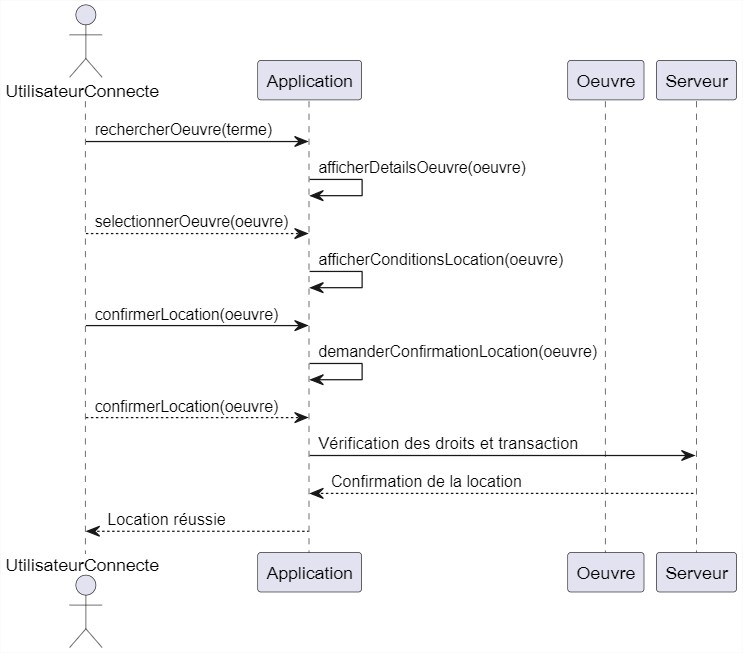 UtilisateurConnecte
Application
Oeuvre
Serveur
rechercherOeuvre(terme)
afficherDetailsOeuvre(oeuvre)
selectionnerOeuvre(oeuvre)
afficherConditionsLocation(oeuvre)
confirmerLocation(oeuvre)
demanderConfirmationLocation(oeuvre)
confirmerLocation(oeuvre)
Vérification des droits et transaction
Confirmation de la location
Location réussie
UtilisateurConnecte
Application
Oeuvre
Serveur